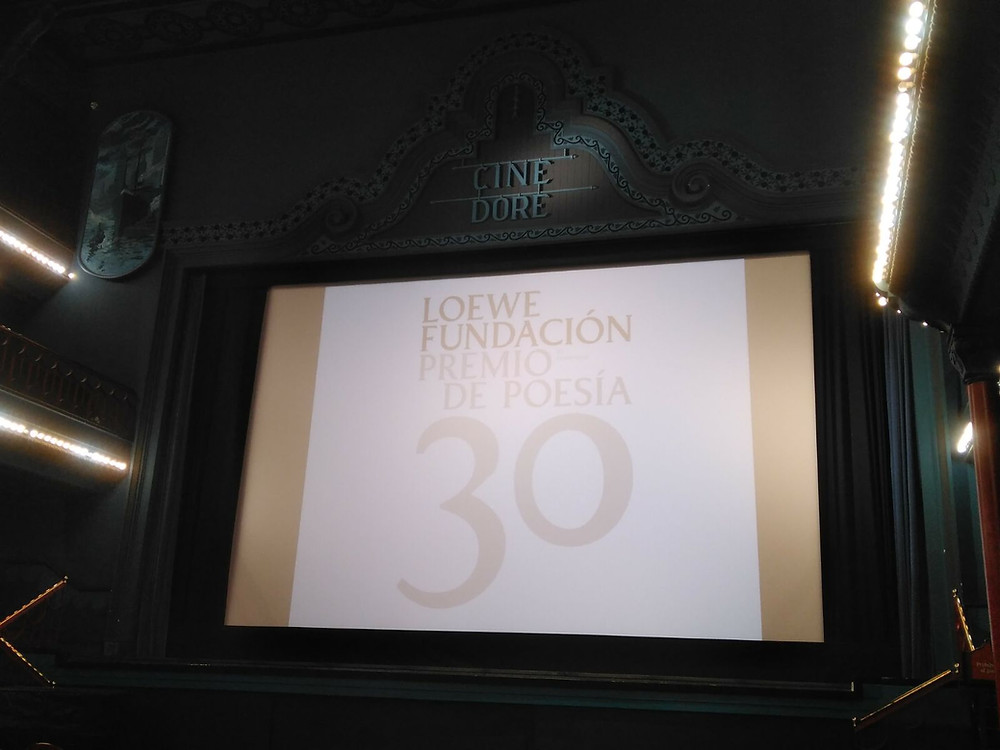 CINE
DORÉ
LOEWE
FUNDACIÓN
PREMIO
DE POESÍA
30